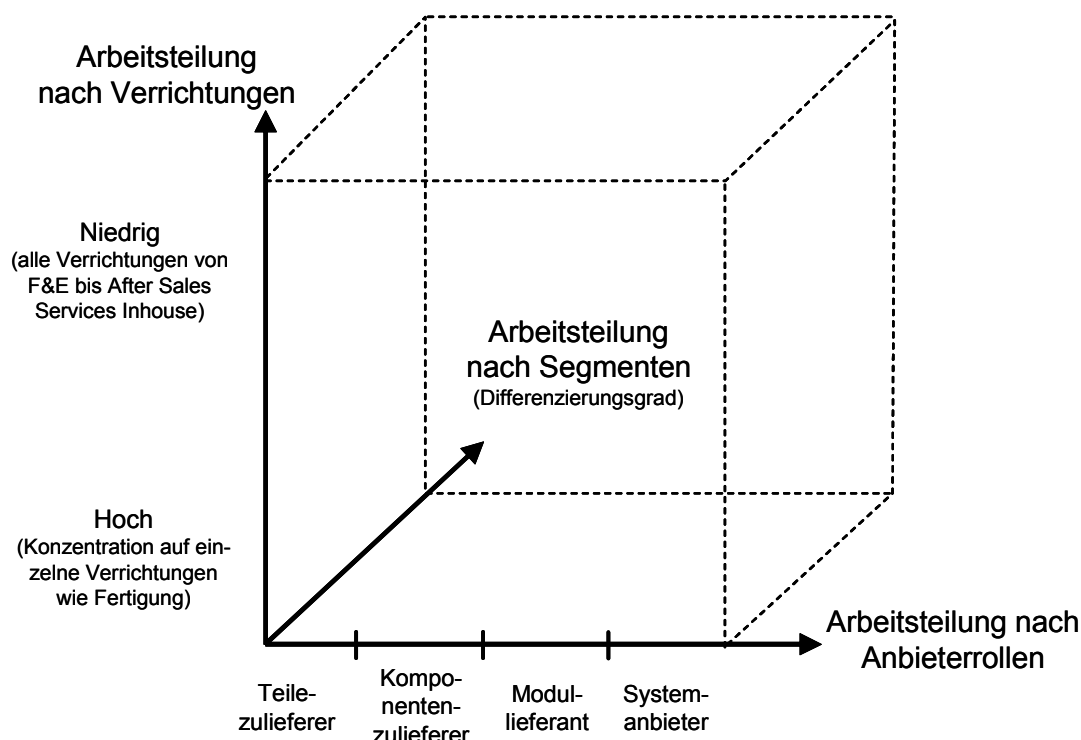 Arbeitsteilung
nach Verrichtungen
Niedrig
(alle Verrichtungen von
F&E bis After Sales
Services Inhouse)
Arbeitsteilung
nach Segmenten
(Differenzierungsgrad)
Hoch
(Konzentration auf ein-
zelne Verrichtungen
wie Fertigung)
Arbeitsteilung nach
Anbieterrollen
Teile-
zulieferer
Kompo-
nenten-
zulieferer
Modul-
lieferant
System-
anbieter